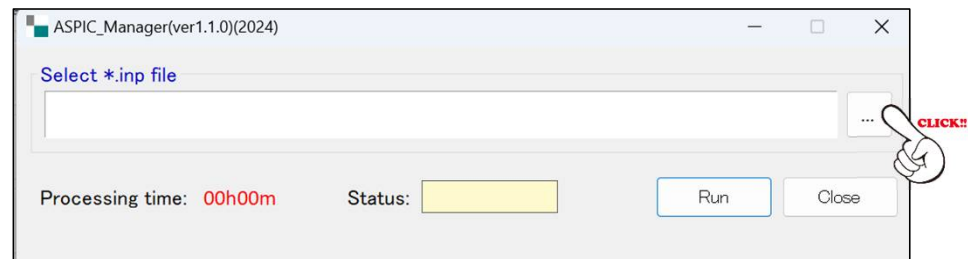 ASPIC_Manager(ver1.1.0)(2024)
Select *.inp file
...
CLICK!!
Processing time: 00h00m Status: Run Close